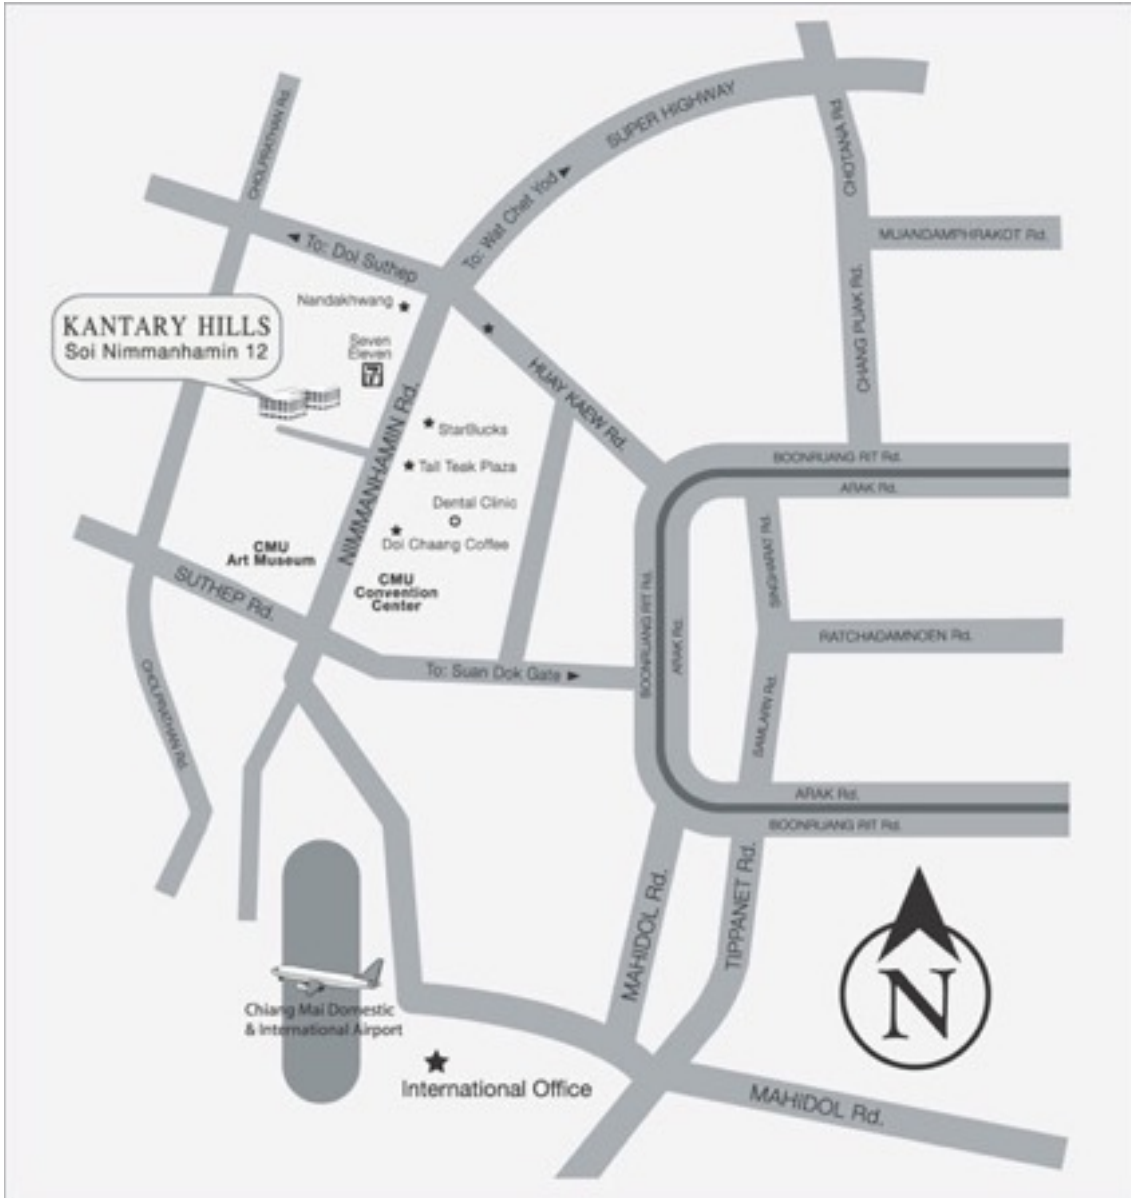 SUPER HIGHWAY
CHOLPRATHAN Rd.
CHOTANA Rd.
To: Wat Chet Yod
To: Doi Suthep
MUANDAMPHRAKOT Rd.
Nandakhwang
KANTARY HILLS
Soi Nimmanhamin 12
Seven
Eleven
7
CHANG PUAK Rd.
HUAY KAEW Rd.
NIMMANHAMIN Rd.
StarBucks
Tall Teak Plaza
BOONRUANG RIT Rd.
ARAK Rd.
Dental Clinic
Doi Chaang Coffee
CMU
Art Museum
CMU
Convention
Center
SUTHEP Rd.
SINGHARAT Rd.
BOONRUANG RIT Rd.
ARAK Rd.
RATCHADAMNOEN Rd.
To: Suan Dok Gate
CHOLPRATHAN Rd.
SAMLARN Rd.
ARAK Rd.
BOONRUANG RIT Rd.
MAHIDOL Rd.
TIPPANET Rd.
N
Chiang Mai Domestic
& International Airport
International Office
MAHIDOL Rd.